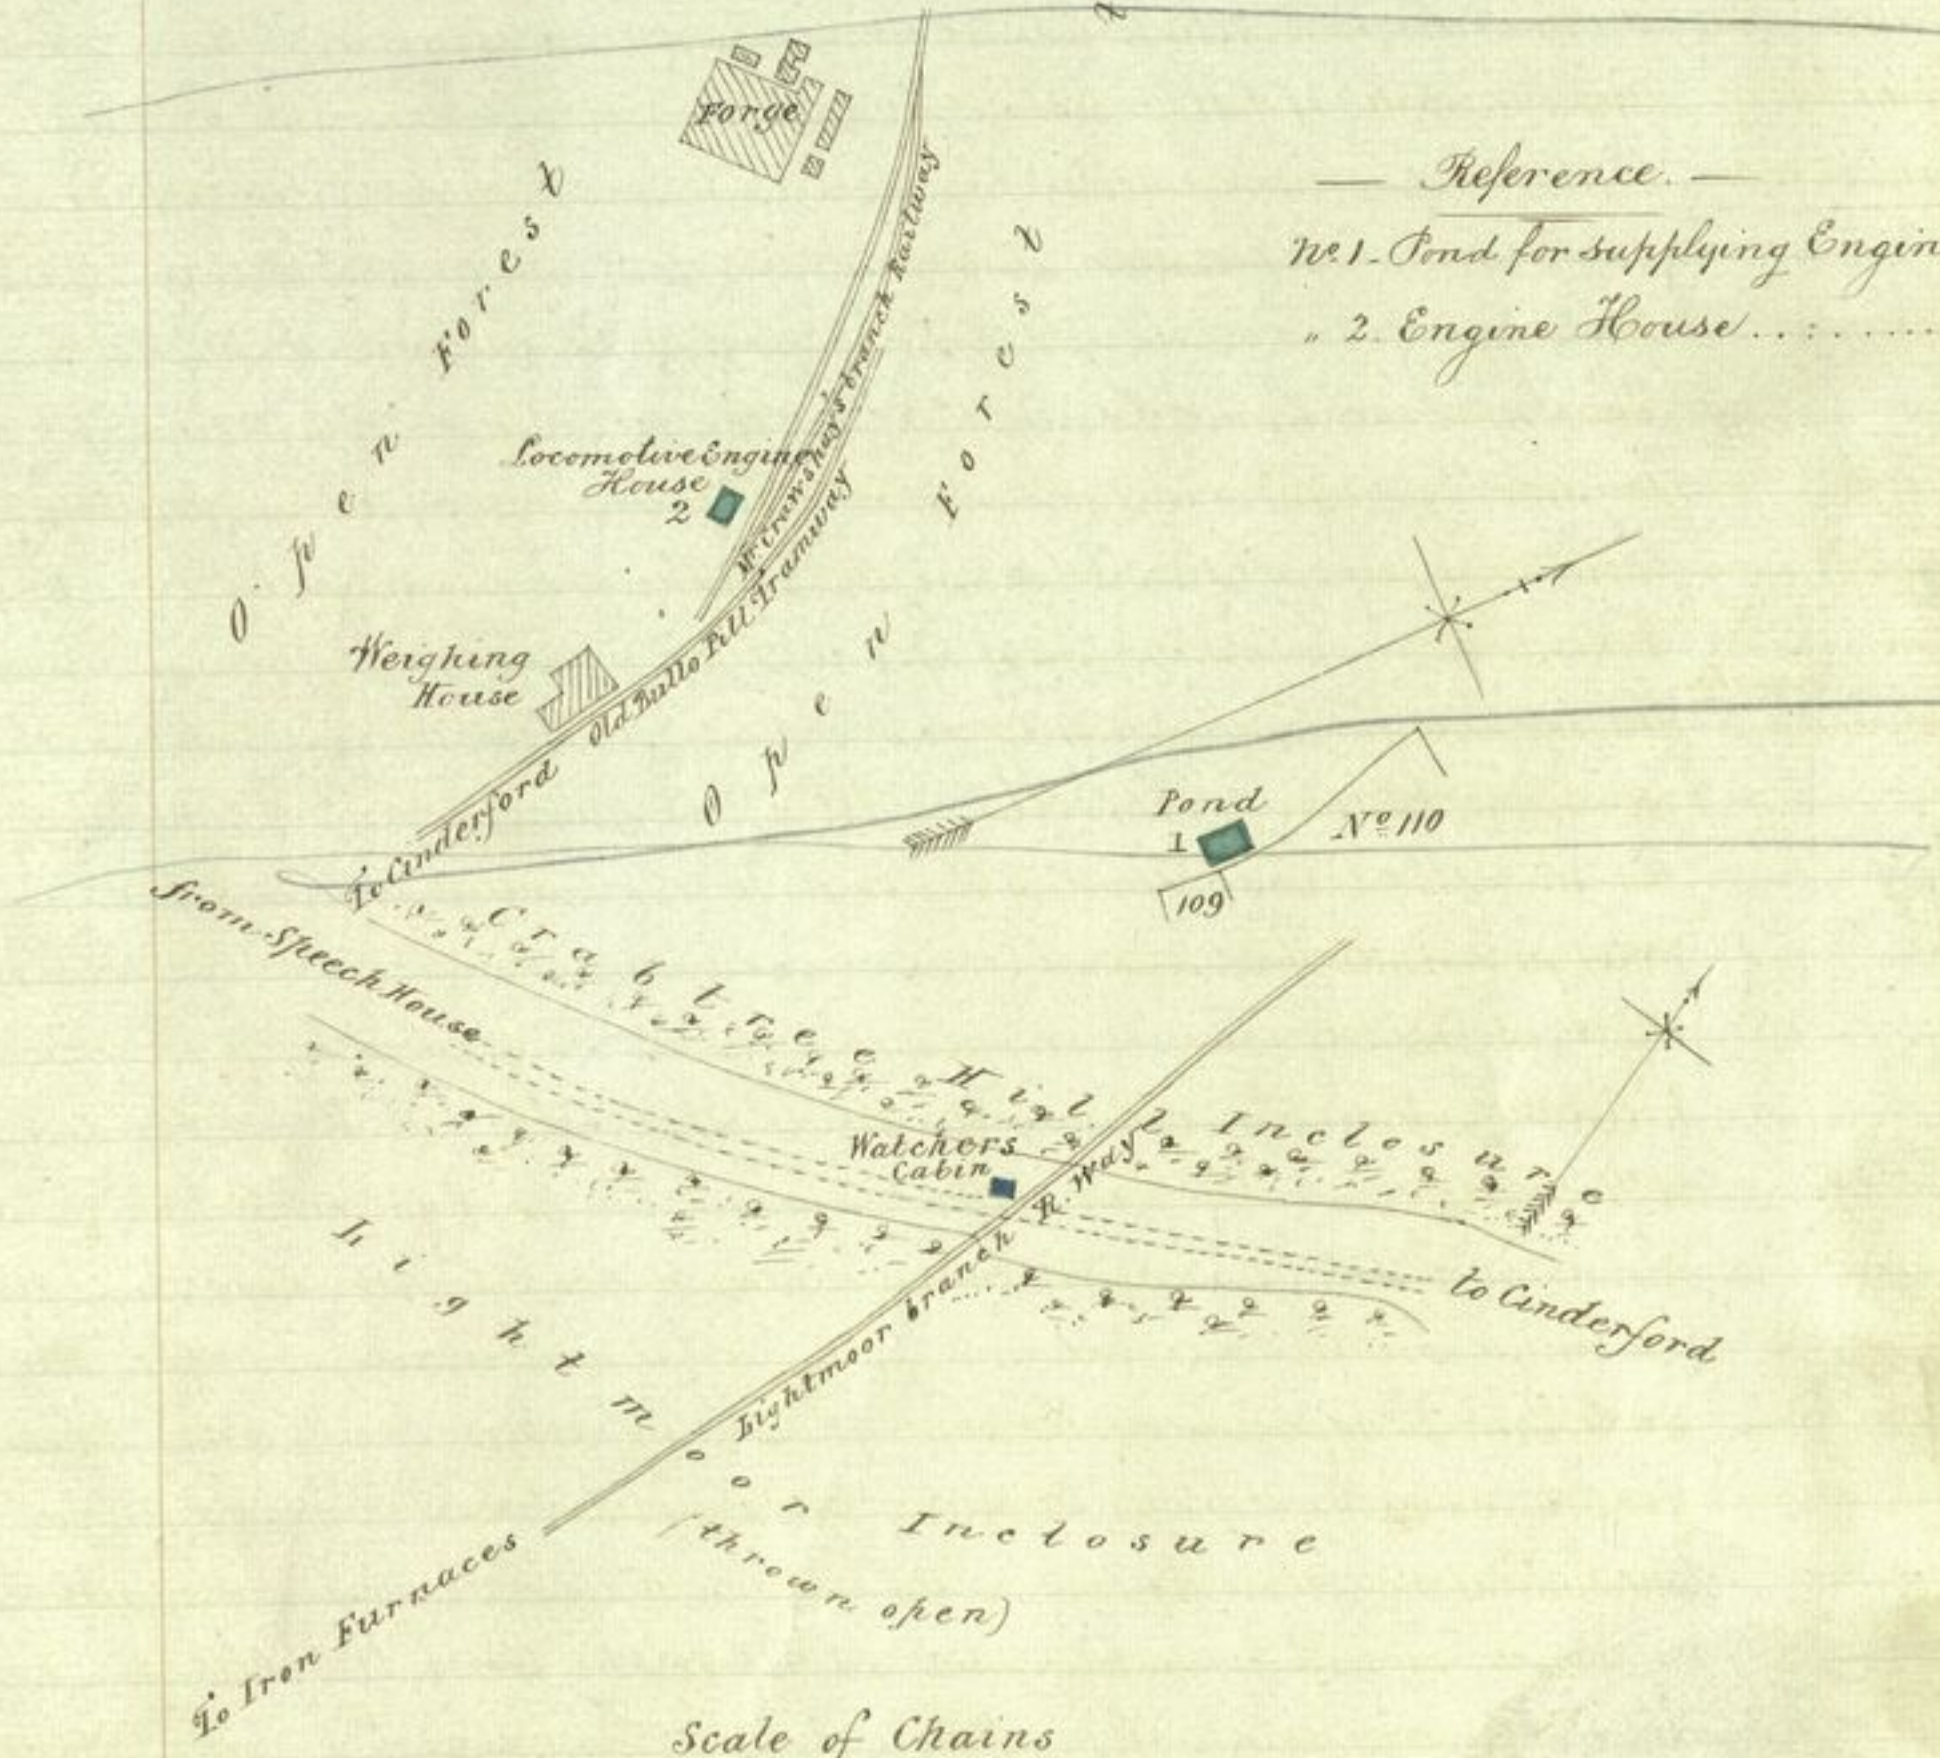 Forge
Open Forest
— Reference. —
No. 1 - Pond for supplying Engin
„ 2. Engine House . . : . . . . .
Locomotive Engine
House
2
Mr. Crawshay's branch Railway
Old Bullo Pill Tramway
Open Forest
Weighing
House
To Cinderford
Pond
1
No 110
109
from Speech House
Crabtree Hill Inclosure
Watchers
Cabin
Lightmoor branch R. Way
to Cinderford
Lightmoor Inclosure
(thrown open)
To Iron Furnaces
Scale of Chains